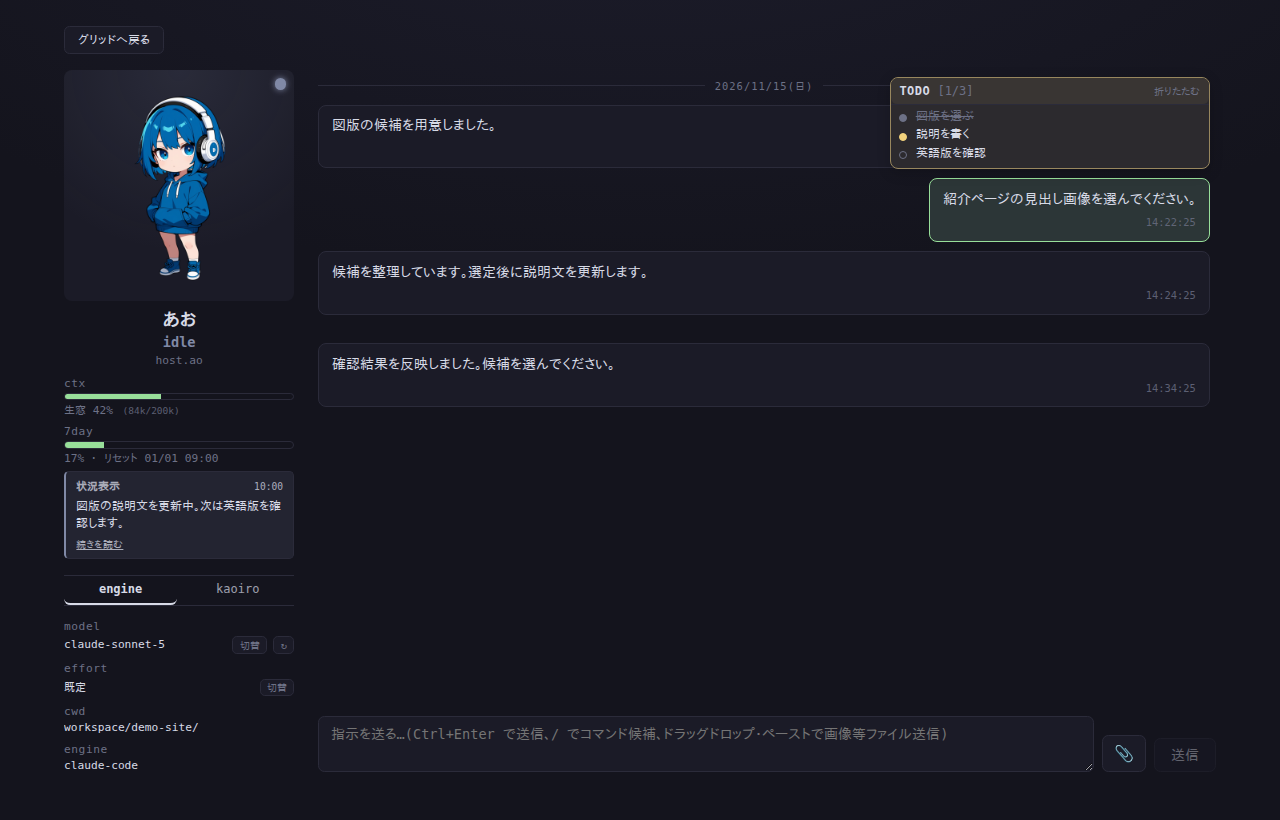 グリッドへ戻る
あお
idle
host.ao
ctx
生窓 42% (84k/200k)
7day
17% · リセット 01/01 09:00
状況表示 10:00
図版の説明文を更新中。次は英語版を確
認します。
続きを読む
engine kaoiro
model
claude-sonnet-5 切替 ↻
effort
既定 切替
cwd
workspace/demo-site/
engine
claude-code
2026/11/15(日)
図版の候補を用意しました。
TODO [1/3] 折りたたむ
図版を選ぶ
説明を書く
英語版を確認
紹介ページの見出し画像を選んでください。
14:22:25
候補を整理しています。選定後に説明文を更新します。
14:24:25
確認結果を反映しました。候補を選んでください。
14:34:25
指示を送る…(Ctrl+Enter で送信、/ でコマンド候補、ドラッグドロップ・ペーストで画像等ファイル送信)
送信